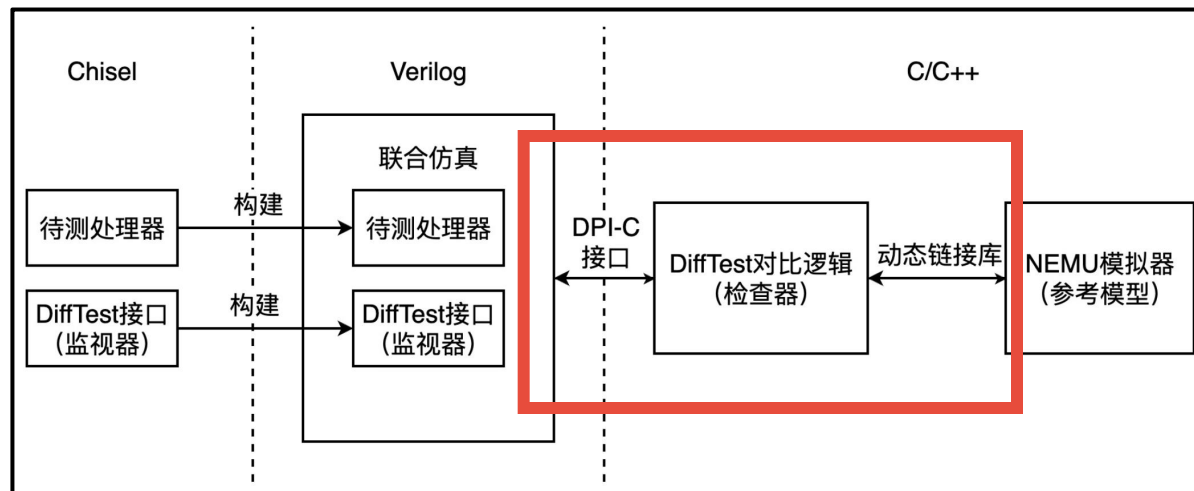 Chisel
Verilog
C/C++
联合仿真
待测处理器
构建
待测处理器
DiffTest接口
（监视器）
构建
DiffTest接口
（监视器）
DPI-C
接口
DiffTest对比逻辑
（检查器）
动态链接库
NEMU模拟器
（参考模型）